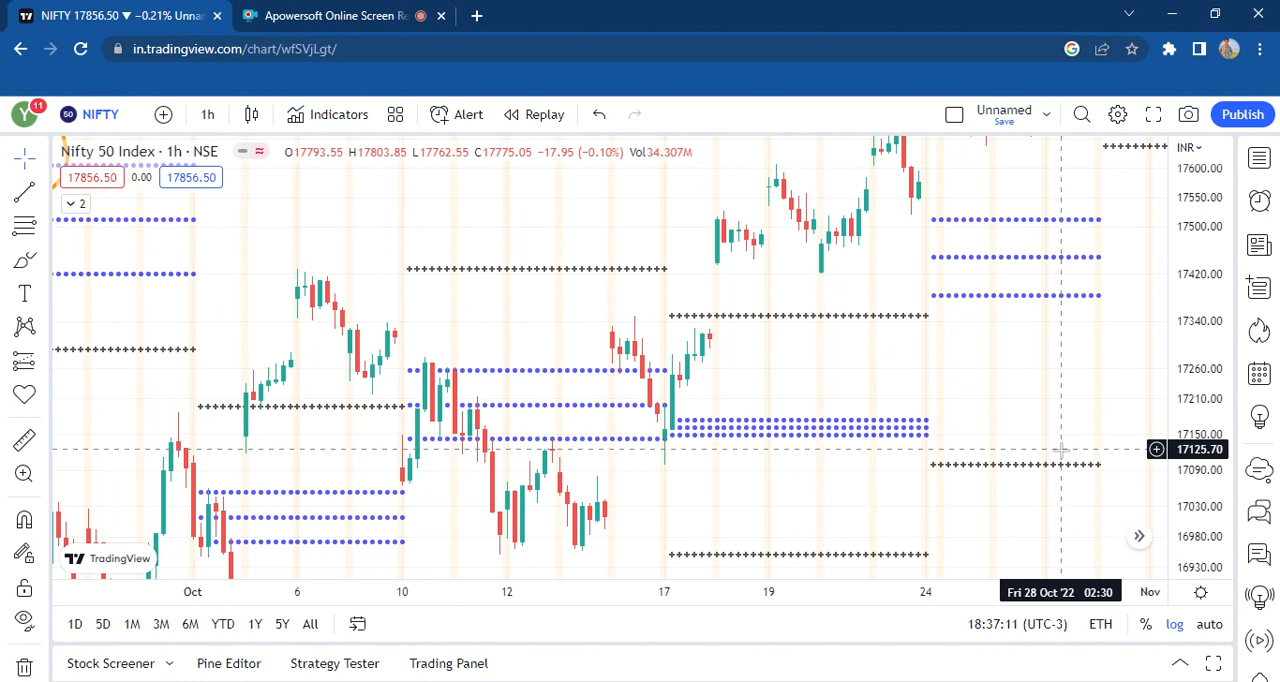 NIFTY 17856.50 ▼ −0.21% Unnar
Apowersoft Online Screen Re
in.tradingview.com/chart/wfSVjLgt/
Y 11
50 NIFTY
1h
Indicators
Alert
Replay
Unnamed
Save
Publish
Nifty 50 Index · 1h · NSE
O17793.55 H17803.85 L17762.55 C17775.05 −17.95 (−0.10%) Vol34.307M
INR
17856.50 0.00 17856.50
2
17600.00
17550.00
17500.00
17420.00
17340.00
17260.00
17210.00
17150.00
17125.70
17090.00
17030.00
16980.00
16930.00
TradingView
Oct 6 10 12 17 19 24 Fri 28 Oct '22 02:30 Nov
1D 5D 1M 3M 6M YTD 1Y 5Y All
18:37:11 (UTC-3) ETH % log auto
Stock Screener Pine Editor Strategy Tester Trading Panel